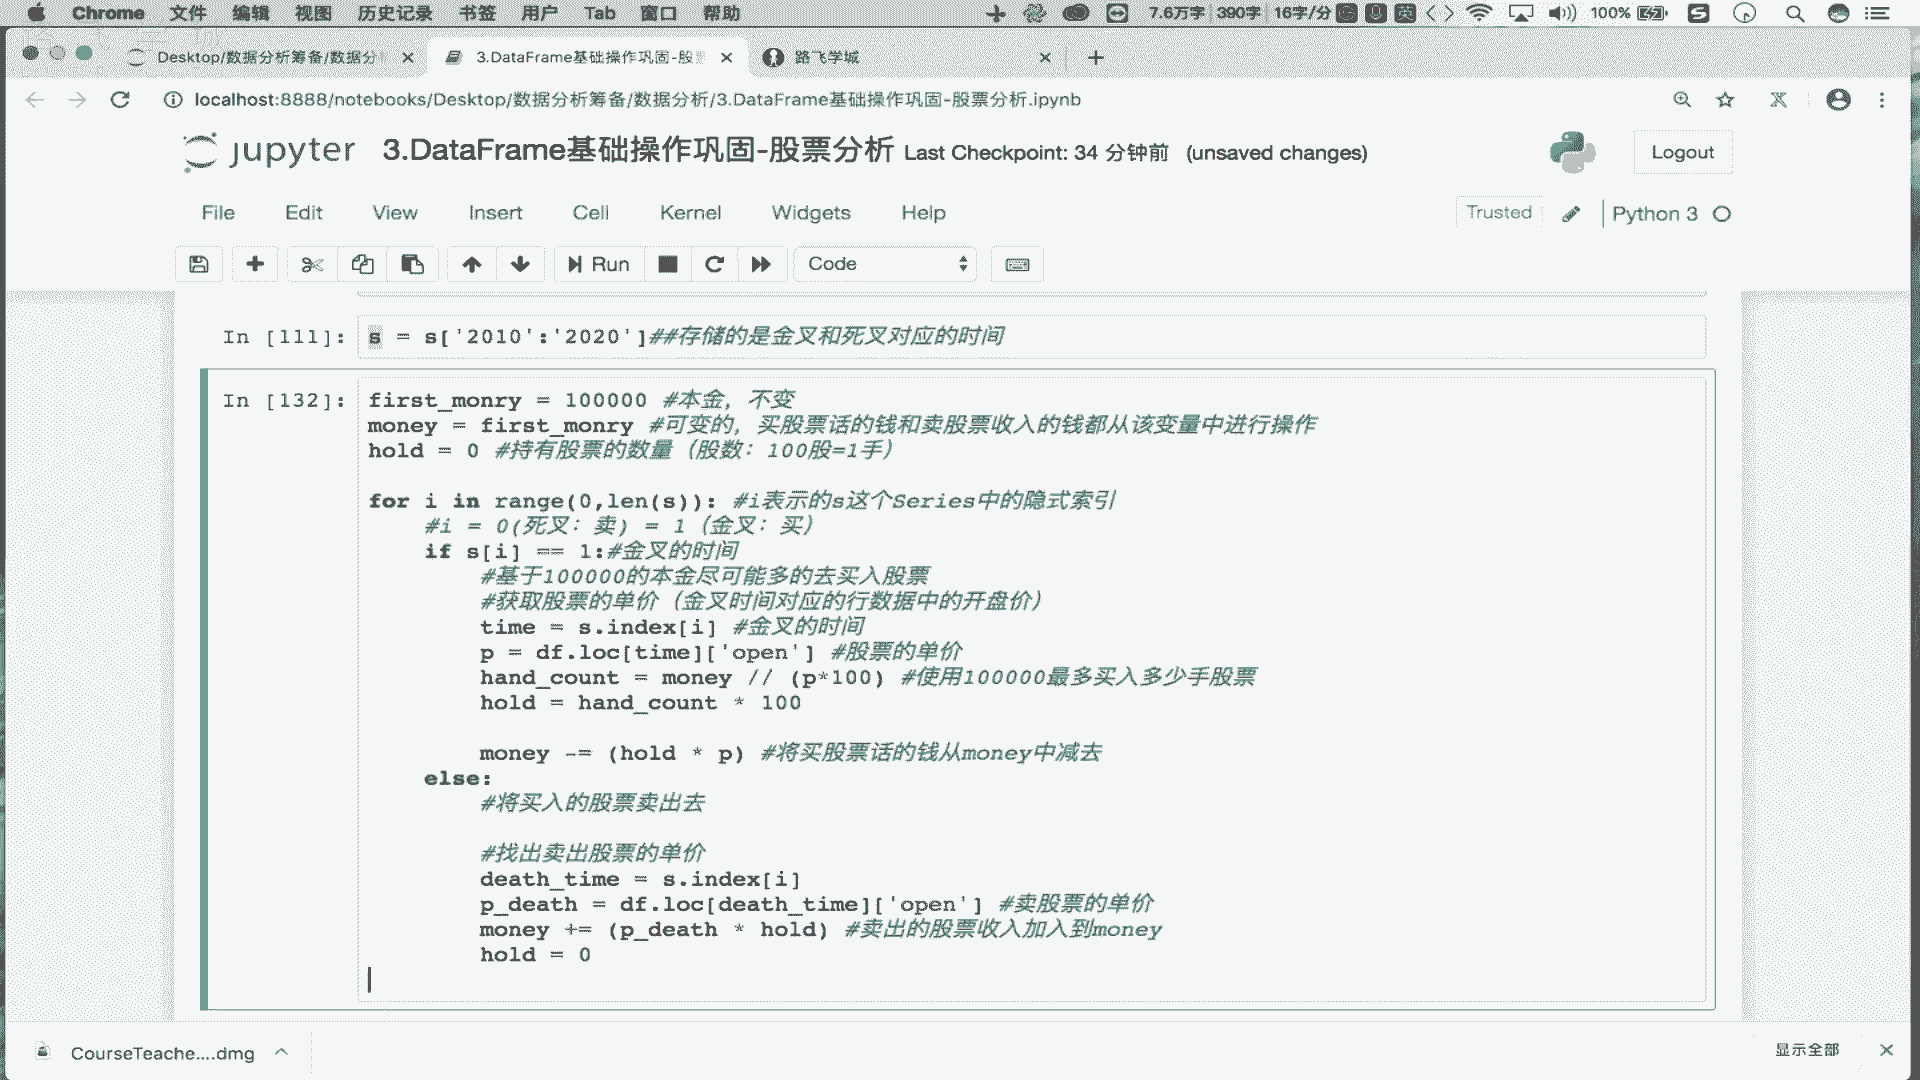 Chrome 文件 编辑 视图 历史记录 书签 用户 Tab 窗口 帮助 7.6万字 390字 16字/分 英 100%
Desktop/数据分析筹备/数据分 3.DataFrame基础操作巩固-股 路飞学城
localhost:8888/notebooks/Desktop/数据分析筹备/数据分析/3.DataFrame基础操作巩固-股票分析.ipynb
jupyter 3.DataFrame基础操作巩固-股票分析 Last Checkpoint: 34 分钟前 (unsaved changes) Logout
File Edit View Insert Cell Kernel Widgets Help Trusted Python 3
Run Code
In [111]: s = s['2010':'2020']##存储的是金叉和死叉对应的时间
In [132]: first_monry = 100000 #本金，不变
money = first_monry #可变的，买股票话的钱和卖股票收入的钱都从该变量中进行操作
hold = 0 #持有股票的数量（股数：100股=1手）
for i in range(0,len(s)): #i表示的s这个Series中的隐式索引
#i = 0(死叉：卖) = 1（金叉：买）
if s[i] == 1:#金叉的时间
#基于100000的本金尽可能多的去买入股票
#获取股票的单价（金叉时间对应的行数据中的开盘价）
time = s.index[i] #金叉的时间
p = df.loc[time]['open'] #股票的单价
hand_count = money // (p*100) #使用100000最多买入多少手股票
hold = hand_count * 100
money -= (hold * p) #将买股票话的钱从money中减去
else:
#将买入的股票卖出去
#找出卖出股票的单价
death_time = s.index[i]
p_death = df.loc[death_time]['open'] #卖股票的单价
money += (p_death * hold) #卖出的股票收入加入到money
hold = 0
CourseTeache....dmg 显示全部